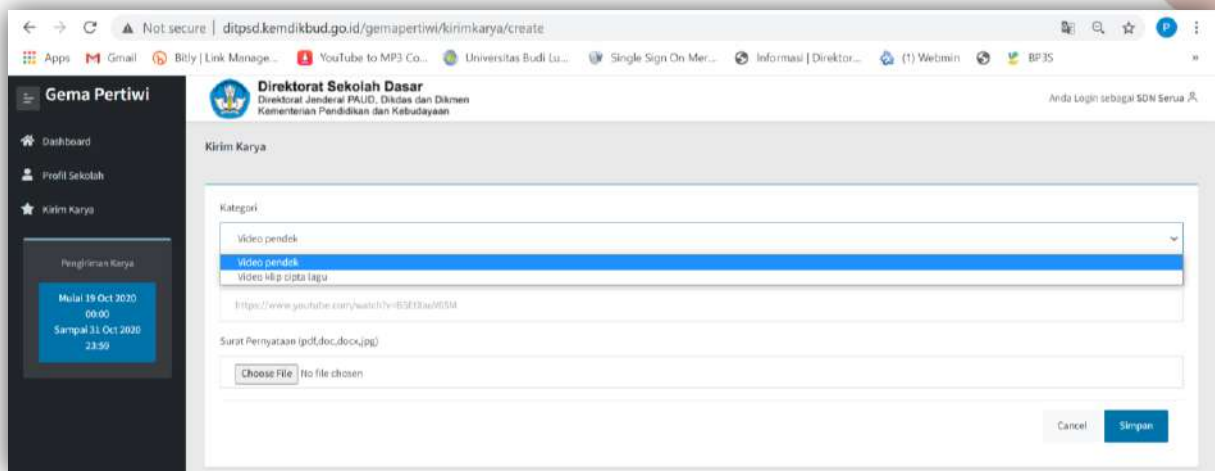 Not secure | ditpsd.kemdikbud.go.id/gemapertiwi/kirimkarya/create
Apps Gmail Bitly | Link Manage... YouTube to MP3 Co... Universitas Budi Lu... Single Sign On Mer... Informasi | Direktor... (1) Webmin BP3S »
Gema Pertiwi
Direktorat Sekolah Dasar
Direktorat Jenderal PAUD, Dikdas dan Dikmen
Kementerian Pendidikan dan Kebudayaan
Anda Login sebagai SDN Serua
Dashboard
Profil Sekolah
Kirim Karya
Pengiriman Karya
Mulai 19 Oct 2020
00:00
Sampai 31 Oct 2020
23:59
Kirim Karya
Kategori
Video pendek
Video pendek
Video klip cipta lagu
https://www.youtube.com/watch?v=
Surat Pernyataan (pdf,doc,docx,jpg)
Choose File No file chosen
Cancel Simpan